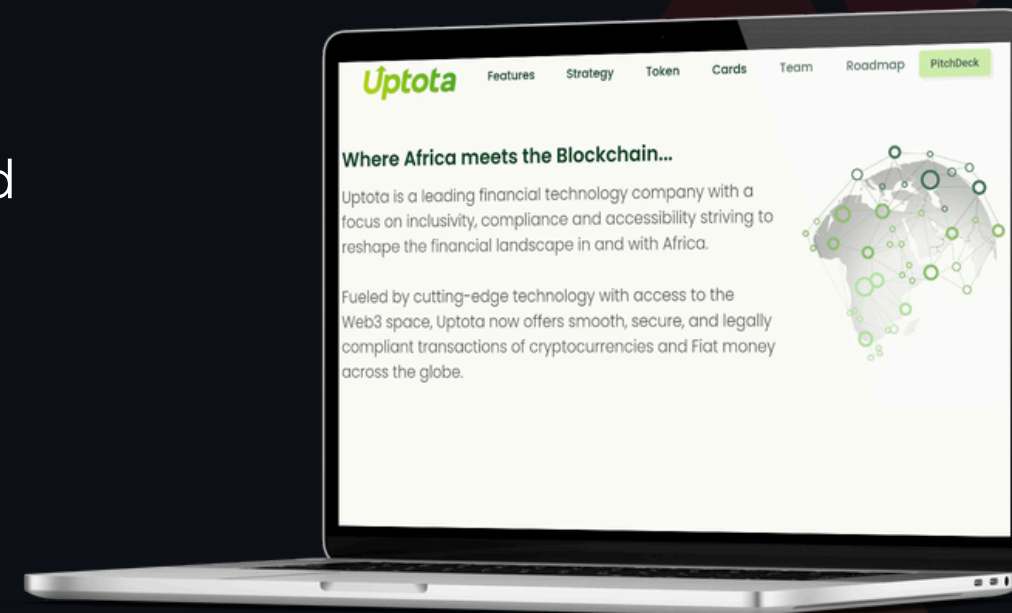 d
Uptota Features Strategy Token Cards Team Roadmap PitchDeck
Where Africa meets the Blockchain...
Uptota is a leading financial technology company with a
focus on inclusivity, compliance and accessibility striving to
reshape the financial landscape in and with Africa.
Fueled by cutting-edge technology with access to the
Web3 space, Uptota now offers smooth, secure, and legally
compliant transactions of cryptocurrencies and Fiat money
across the globe.